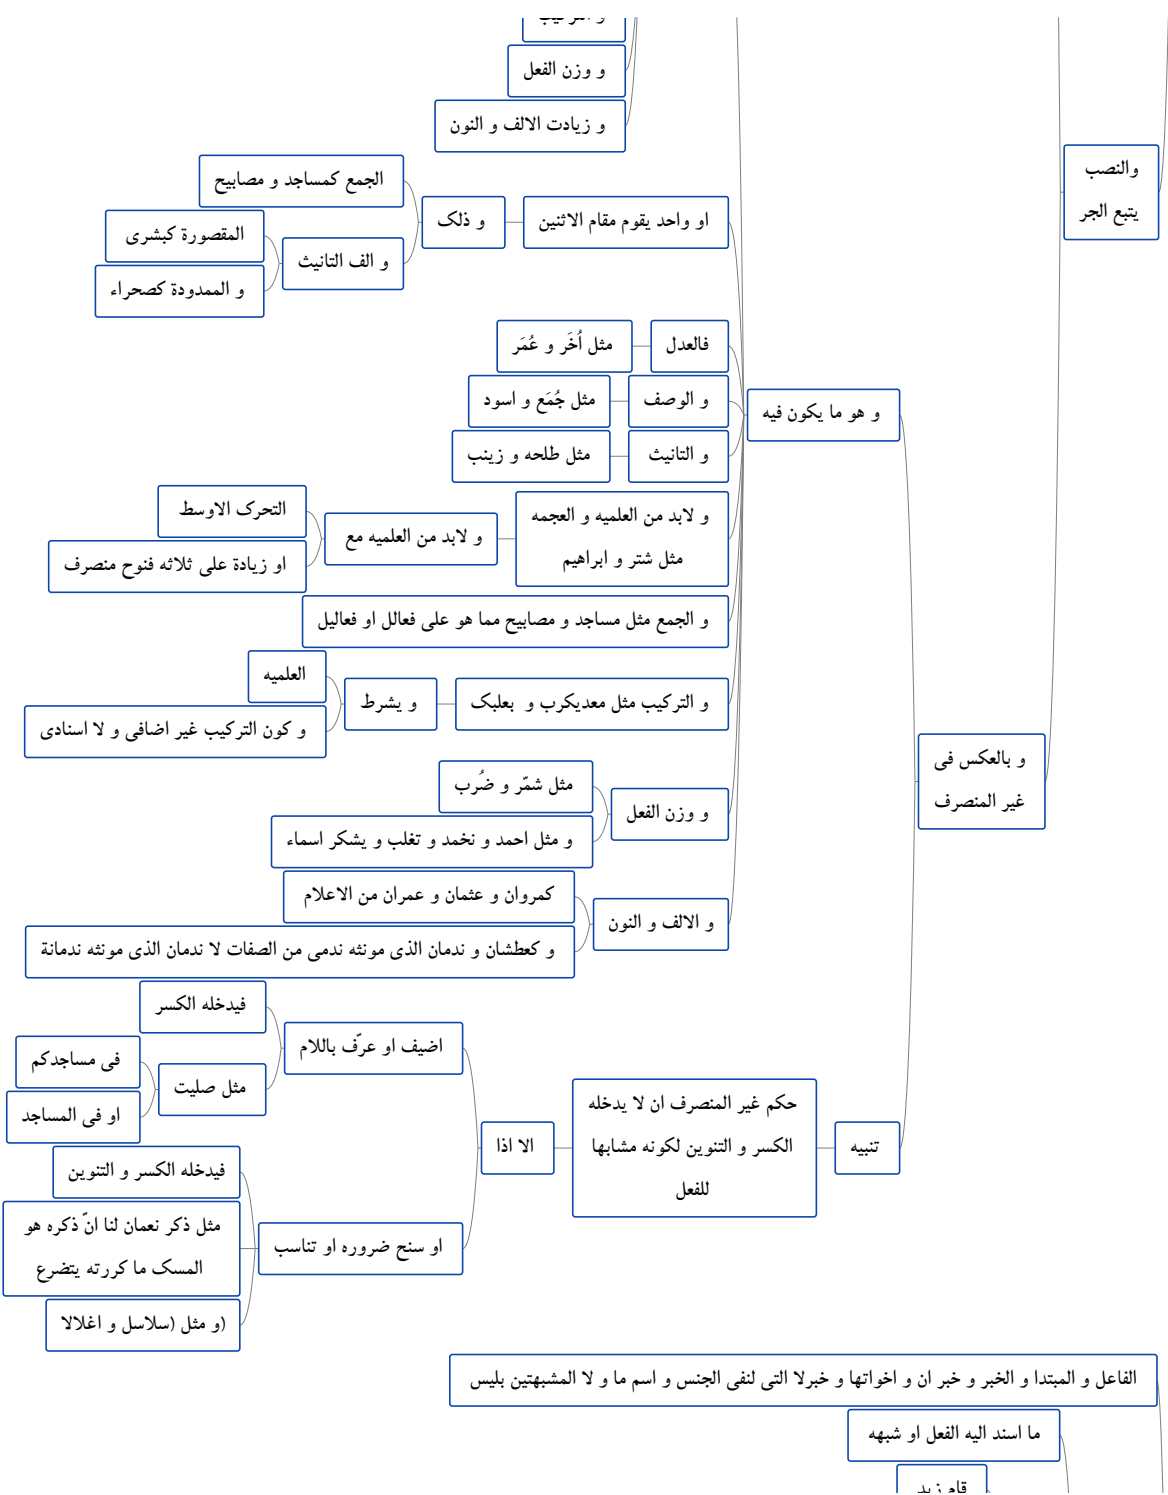 و التركيب
و وزن الفعل
و زيادت الالف و النون
والنصب
يتبع الجر
او واحد يقوم مقام الاثنين
و ذلک
الجمع كمساجد و مصابيح
و الف التانيث
المقصورة كبشرى
و الممدودة كصحراء
و بالعكس فى
غير المنصرف
و هو ما يكون فيه
فالعدل
مثل اُخَر و عُمَر
و الوصف
مثل جُمَع و اسود
و التانيث
مثل طلحه و زينب
و لابد من العلميه و العجمه
مثل شتر و ابراهيم
و لابد من العلميه مع
التحرک الاوسط
او زيادة على ثلاثه فنوح منصرف
و الجمع مثل مساجد و مصابيح مما هو على فعالل او فعاليل
و التركيب مثل معديكرب و بعلبک
و يشرط
العلميه
و كون التركيب غير اضافى و لا اسنادى
و وزن الفعل
مثل شمّر و ضُرب
و مثل احمد و نخمد و تغلب و يشكر اسماء
و الالف و النون
كمروان و عثمان و عمران من الاعلام
و كعطشان و ندمان الذى مونثه ندمى من الصفات لا ندمان الذى مونثه ندمانة
تنبيه
حكم غير المنصرف ان لا يدخله
الكسر و التنوين لكونه مشابها
للفعل
الا اذا
اضيف او عرّف باللام
فيدخله الكسر
مثل صليت
فى مساجدكم
او فى المساجد
او سنح ضروره او تناسب
فيدخله الكسر و التنوين
مثل ذكر نعمان لنا انّ ذكره هو
المسک ما كررته يتضرع
(و مثل (سلاسل و اغلالا
الفاعل و المبتدا و الخبر و خبر ان و اخواتها و خبرلا التى لنفى الجنس و اسم ما و لا المشبهتين بليس
ما اسند اليه الفعل او شبهه
قام زيد